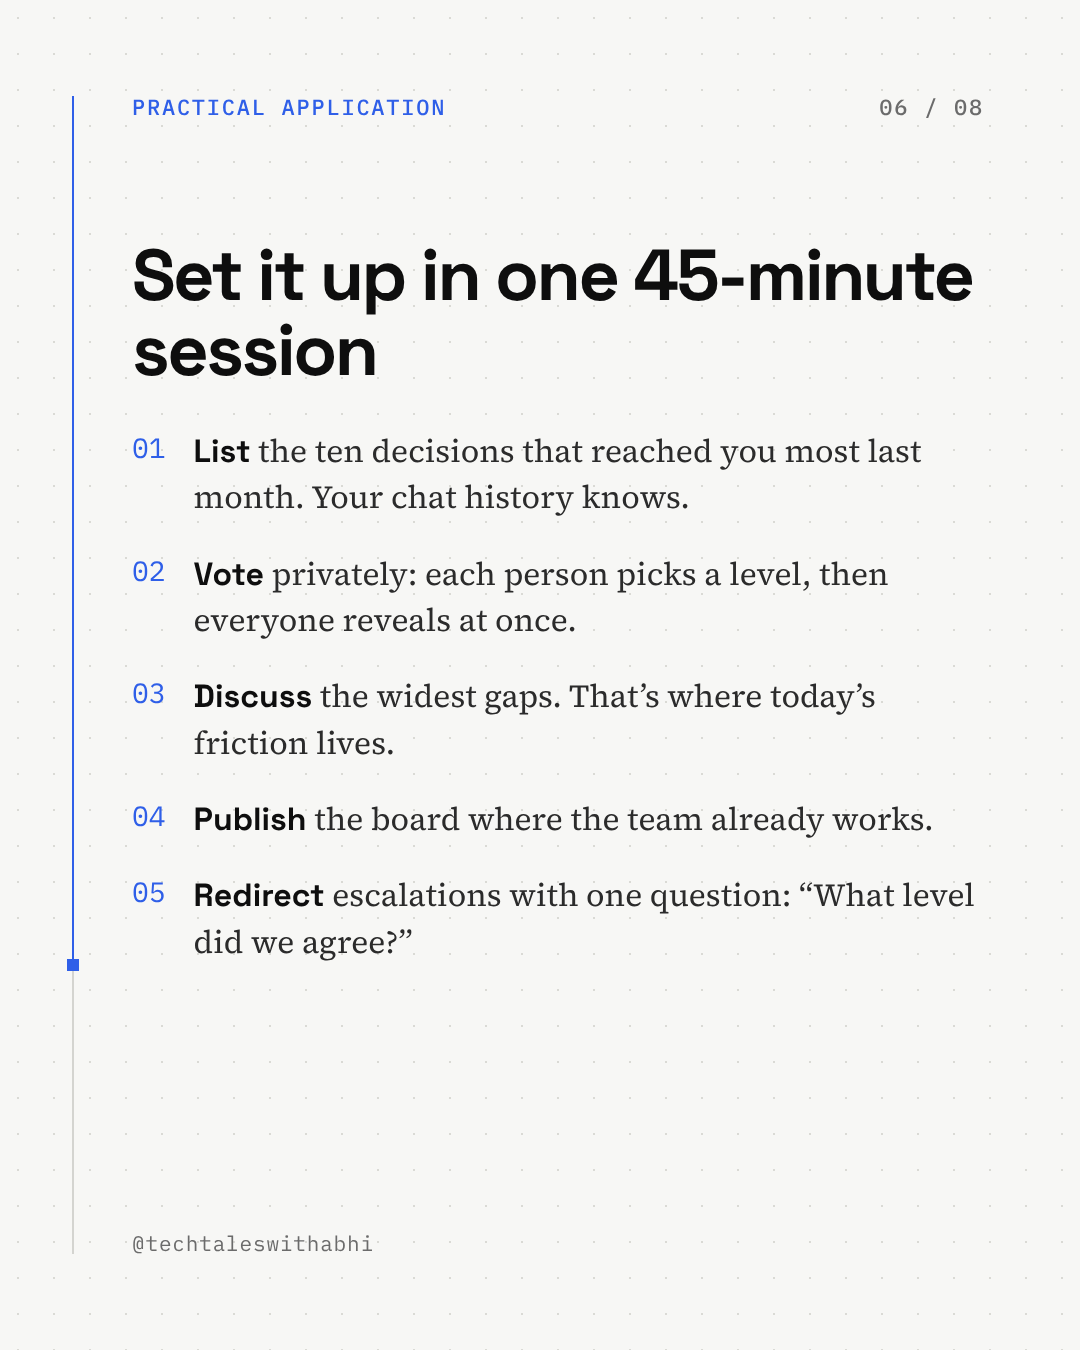 PRACTICAL APPLICATION
06 / 08
Set it up in one 45-minute
session
01 List the ten decisions that reached you most last
month. Your chat history knows.
02 Vote privately: each person picks a level, then
everyone reveals at once.
03 Discuss the widest gaps. That’s where today’s
friction lives.
04 Publish the board where the team already works.
05 Redirect escalations with one question: “What level
did we agree?”
@techtaleswithabhi